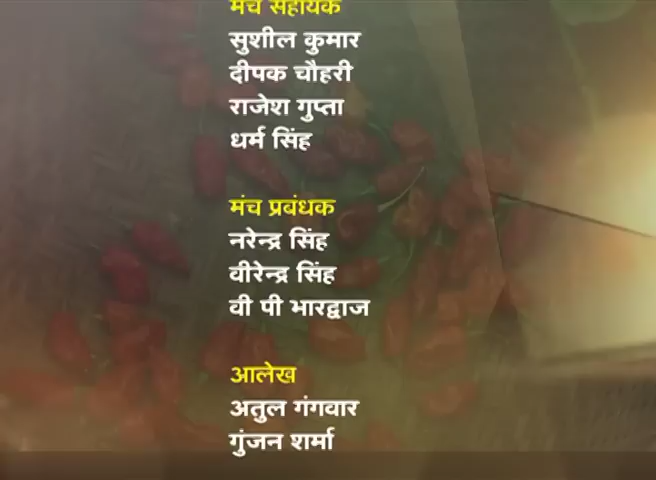 मंच सहायक
सुशील कुमार
दीपक चौहरी
राजेश गुप्ता
धर्म सिंह
मंच प्रबंधक
नरेन्द्र सिंह
वीरेन्द्र सिंह
वी पी भारद्वाज
आलेख
अतुल गंगवार
गुंजन शर्मा